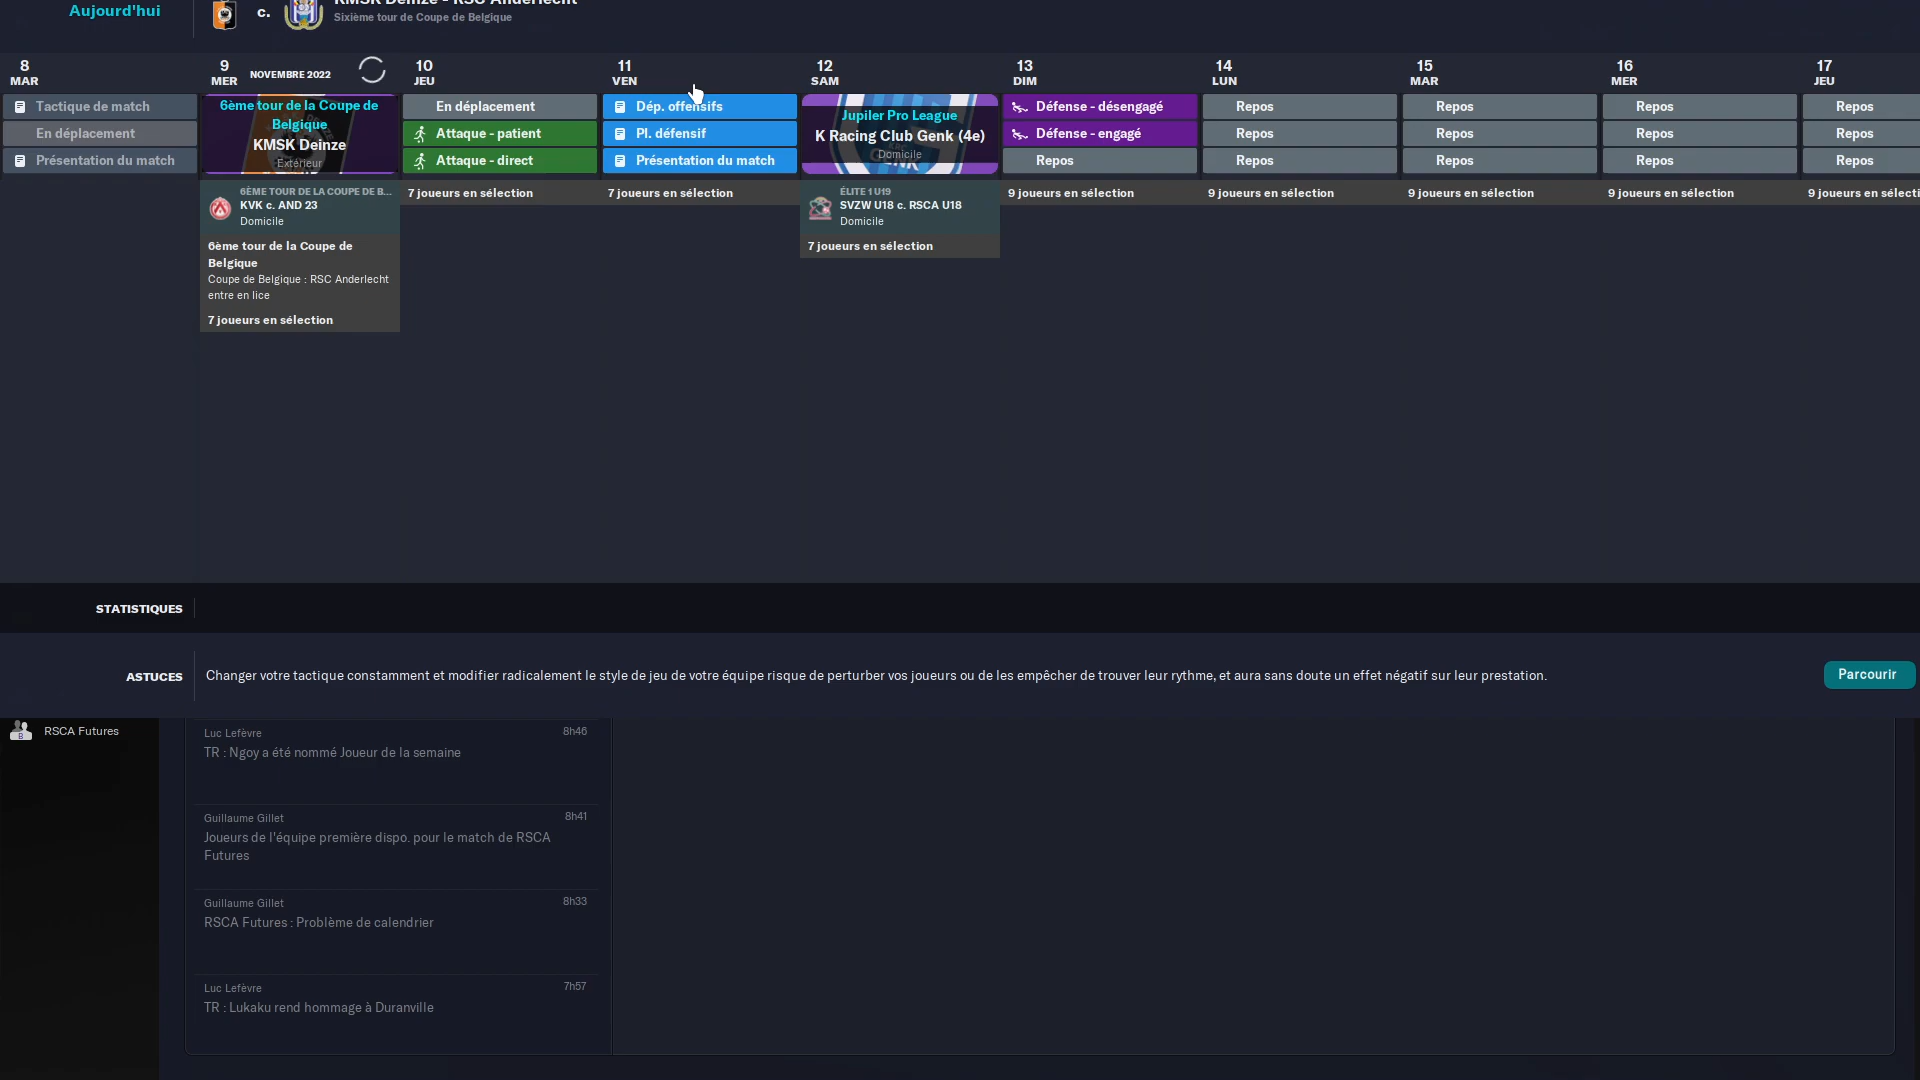 Aujourd'hui
c.
KMSK Deinze - RSC Anderlecht
Sixième tour de Coupe de Belgique
8
MAR
9
MER
NOVEMBRE 2022
10
JEU
11
VEN
12
SAM
13
DIM
14
LUN
15
MAR
16
MER
17
JEU
Tactique de match
En déplacement
Présentation du match
6ème tour de la Coupe de
Belgique
KMSK Deinze
Extérieur
En déplacement
Attaque - patient
Attaque - direct
Dép. offensifs
Pl. défensif
Présentation du match
Jupiler Pro League
K Racing Club Genk (4e)
Domicile
Défense - désengagé
Défense - engagé
Repos
Repos
Repos
Repos
Repos
Repos
Repos
Repos
Repos
Repos
Repos
Repos
Repos
6ÈME TOUR DE LA COUPE DE B...
KVK c. AND 23
Domicile
6ème tour de la Coupe de
Belgique
Coupe de Belgique : RSC Anderlecht
entre en lice
7 joueurs en sélection
7 joueurs en sélection
7 joueurs en sélection
ÉLITE 1 U19
SVZW U18 c. RSCA U18
Domicile
7 joueurs en sélection
9 joueurs en sélection
9 joueurs en sélection
9 joueurs en sélection
9 joueurs en sélection
9 joueurs en sélecti
STATISTIQUES
ASTUCES
Changer votre tactique constamment et modifier radicalement le style de jeu de votre équipe risque de perturber vos joueurs ou de les empêcher de trouver leur rythme, et aura sans doute un effet négatif sur leur prestation.
Parcourir
RSCA Futures
Luc Lefèvre
8h46
TR : Ngoy a été nommé Joueur de la semaine
Guillaume Gillet
8h41
Joueurs de l'équipe première dispo. pour le match de RSCA
Futures
Guillaume Gillet
8h33
RSCA Futures : Problème de calendrier
Luc Lefèvre
7h57
TR : Lukaku rend hommage à Duranville